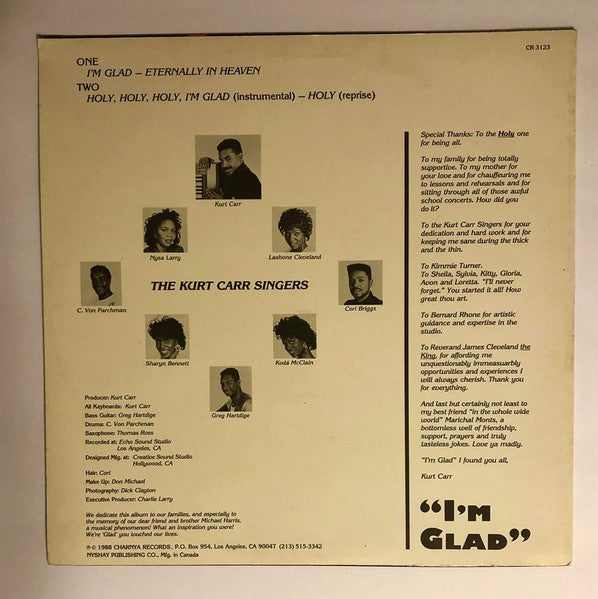 CR 3123
ONE
I'M GLAD — ETERNALLY IN HEAVEN
TWO
HOLY, HOLY, HOLY, I'M GLAD (instrumental) — HOLY (reprise)
Kurt Carr
Nysa Larry
Lashone Cleveland
C. Von Parchman
THE KURT CARR SINGERS
Cori Briggs
Sharyn Bennett
Koda McClain
Greg Hartdige
Producer: Kurt Carr
All Keyboards: Kurt Carr
Bass Guitar: Greg Hartdige
Drums: C. Von Parchman
Saxophone: Thomas Ross
Recorded at: Echo Sound Studio
Los Angeles, CA
Designed Mfg. at: Creative Sound Studio
Hollywood, CA
Hair: Cori
Make Up: Don Michael
Photography: Dick Clayton
Executive Producer: Charlie Larry
We dedicate this album to our families, and especially to
the memory of our dear friend and brother Michael Harris,
a musical phenomenon! What an inspiration you were!
We're "Glad" you touched our lives.
℗ © 1988 CHARNYA RECORDS, P.O. Box 954, Los Angeles, CA 90047 (213) 515-3342
NYSHAY PUBLISHING CO., Mfg. in Canada
Special Thanks: To the Holy one
for being all.
To my family for being totally
supportive. To my mother for
your love and for chauffeuring me
to lessons and rehearsals and for
sitting through all of those awful
school concerts. How did you
do it?
To the Kurt Carr Singers for your
dedication and hard work and for
keeping me sane during the thick
and the thin.
To Kimmie Turner.
To Sheila, Sylvia, Kitty, Gloria,
Avon and Loretta. "I'll never
forget." You started it all! How
great thou art.
To Bernard Rhone for artistic
guidance and expertise in the
studio.
To Reverand James Cleveland the
King, for affording me
unquestionably immeasuarbly
opportunities and experiences I
will always cherish. Thank you
for everything.
And last but certainly not least to
my best friend "in the whole wide
world" Marichal Monts, a
bottomless well of friendship,
support, prayers and truly
tasteless jokes. Love ya madly.
"I'm Glad" I found you all,
Kurt Carr
"I'M
GLAD"